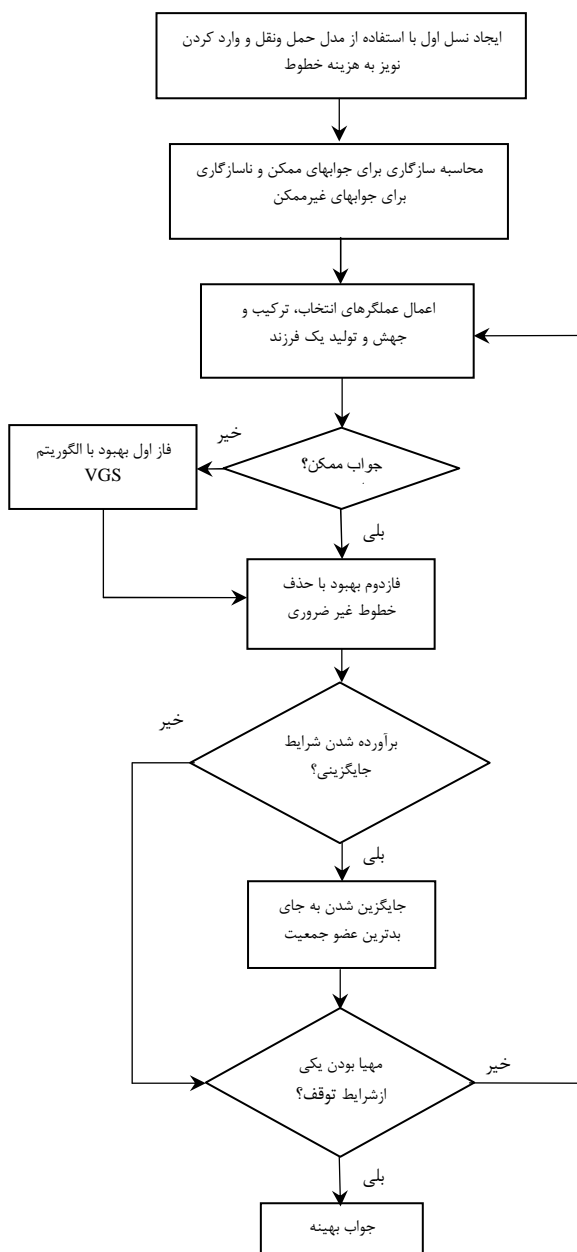 ایجاد نسل اول با استفاده از مدل حمل ونقل و وارد کردن
نویز به هزینه خطوط
محاسبه سازگاری برای جوابهای ممکن و ناسازگاری
برای جوابهای غیرممکن
اعمال عملگرهای انتخاب، ترکیب و
جهش و تولید یک فرزند
خیر
جواب ممکن؟
فاز اول بهبود با الگوریتم
VGS
بلی
فازدوم بهبود با حذف
خطوط غیر ضروری
خیر
برآورده شدن شرایط
جایگزینی؟
بلی
جایگزین شدن به جای
بدترین عضو جمعیت
مهیا بودن یکی
ازشرایط توقف؟
خیر
بلی
جواب بهینه